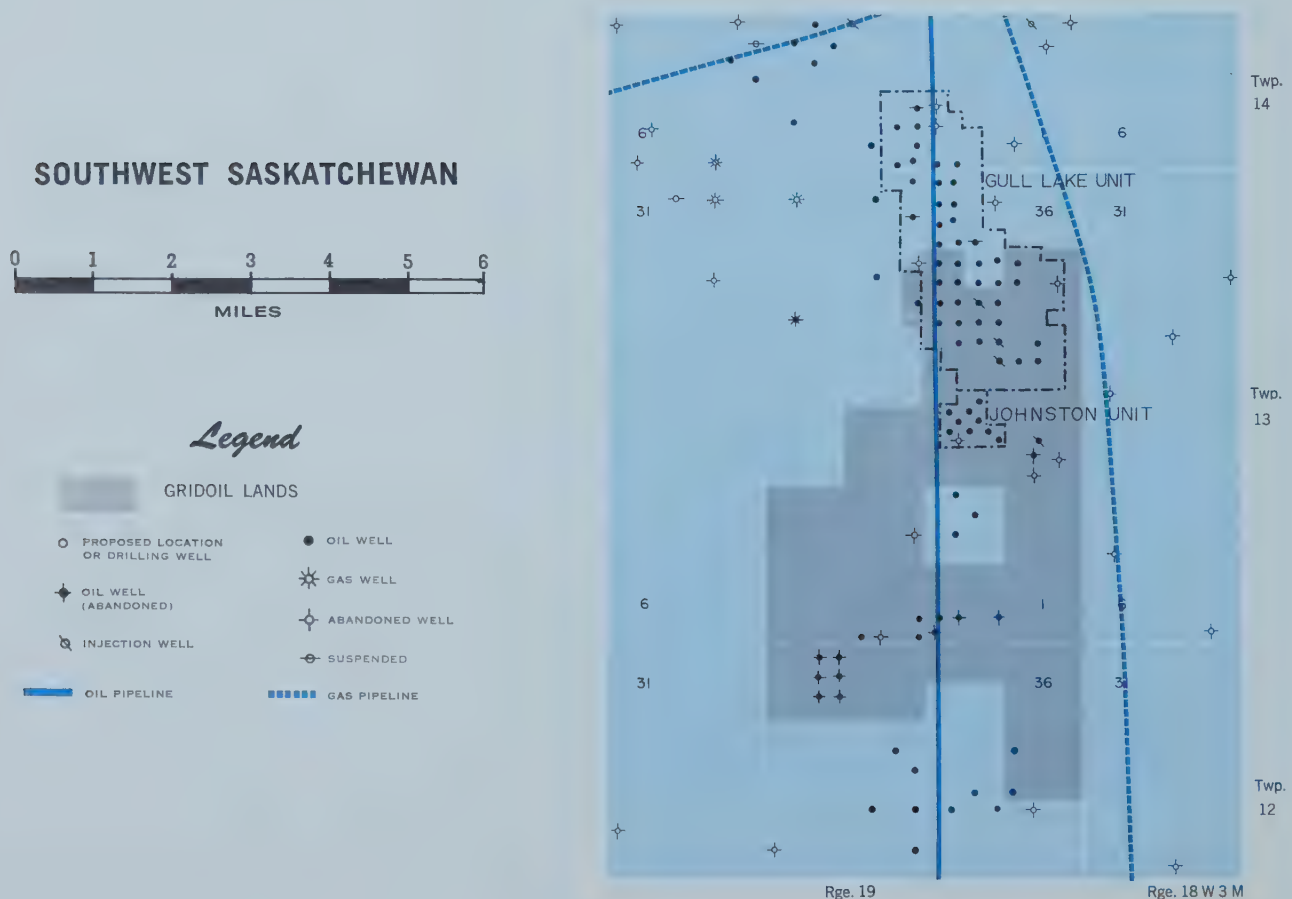 SOUTHWEST SASKATCHEWAN
0 1 2 3 4 5 6
MILES
Legend
GRIDOIL LANDS
PROPOSED LOCATION
OR DRILLING WELL
OIL WELL
(ABANDONED)
INJECTION WELL
OIL PIPELINE
OIL WELL
GAS WELL
ABANDONED WELL
SUSPENDED
GAS PIPELINE
Twp.
14
6 6
GULL LAKE UNIT
31 36 31
Twp.
13
JOHNSTON UNIT
6 1 6
31 36
Twp.
12
Rge. 19 Rge. 18 W 3 M